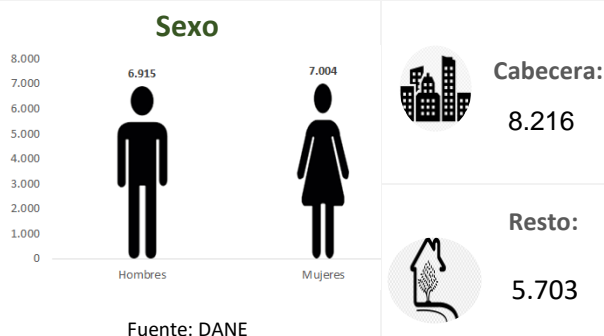 Sexo
8.000
7.000
6.000
5.000
4.000
3.000
2.000
1.000
0
6.915
7.004
Hombres
Mujeres
Fuente: DANE
Cabecera:
8.216
Resto:
5.703